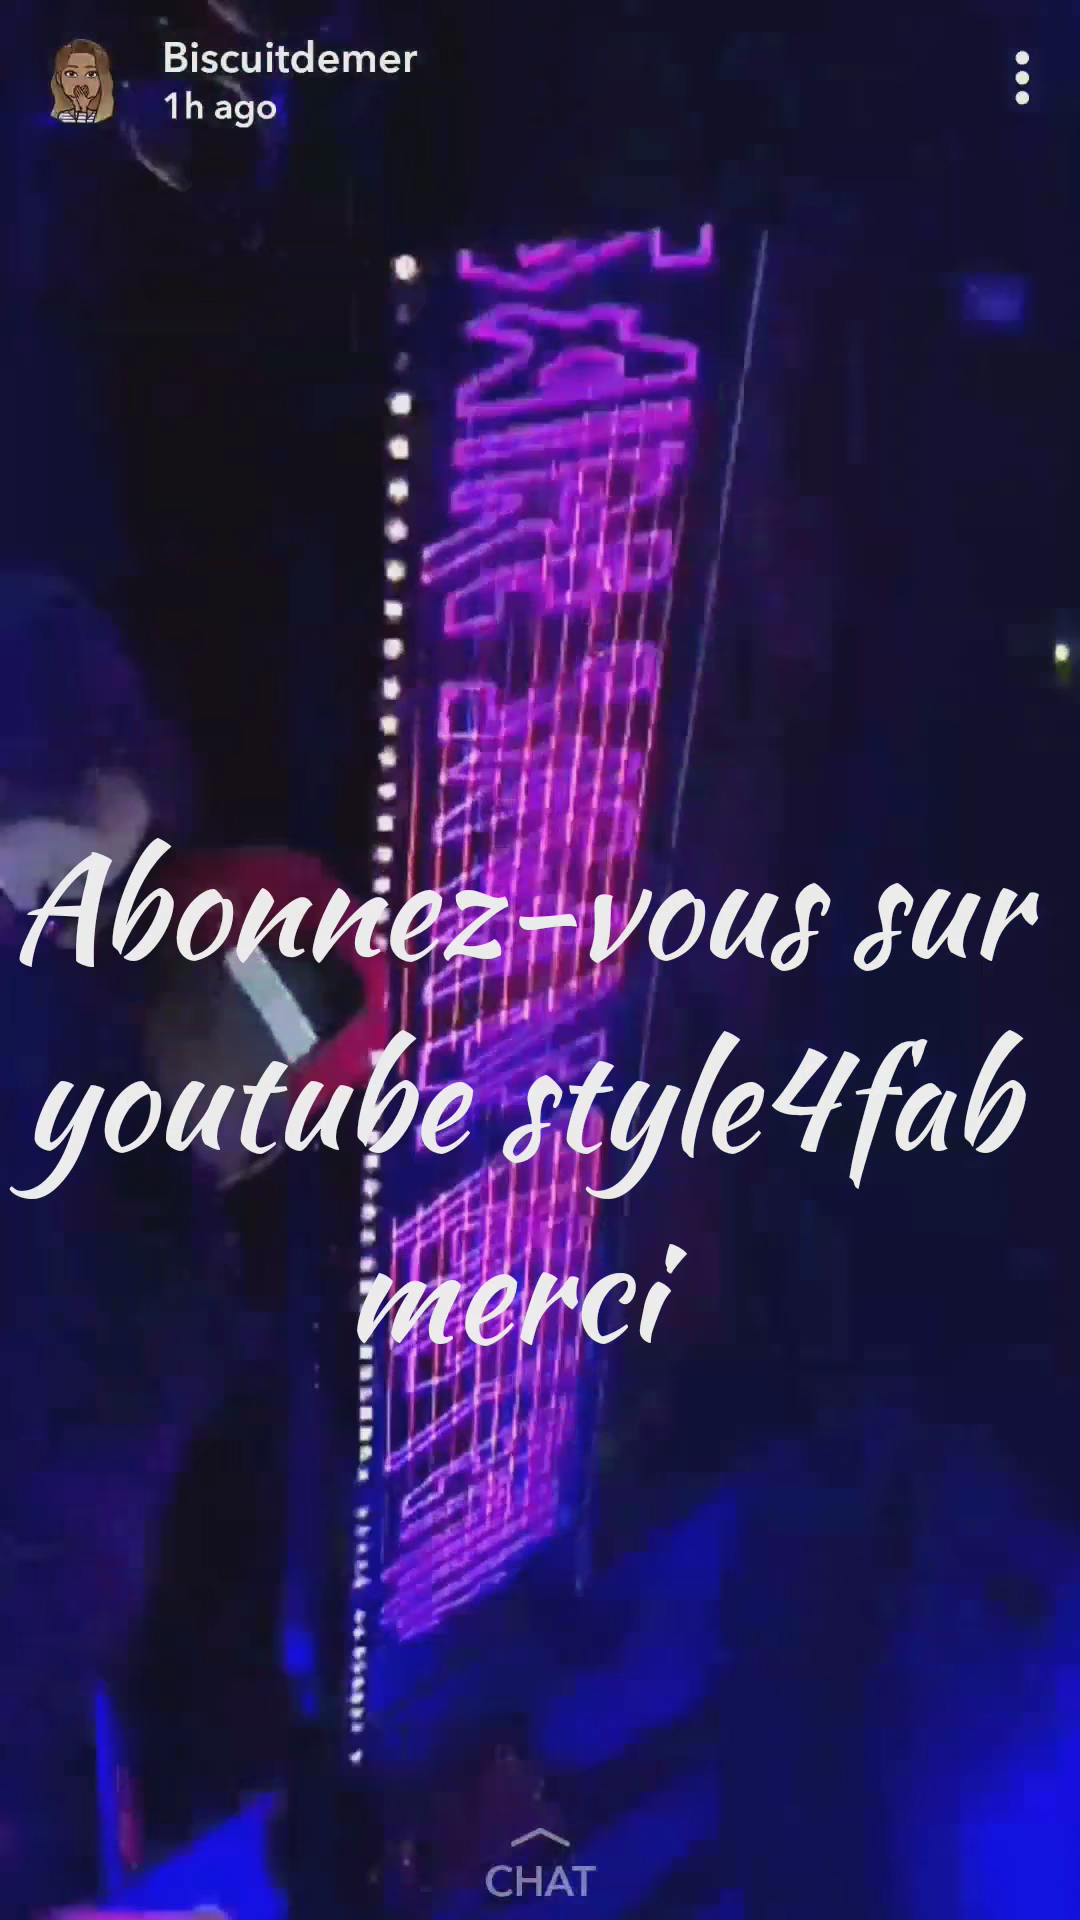 Biscuitdemer
1h ago
Abonnez-vous sur
youtube style4fab
merci
CHAT